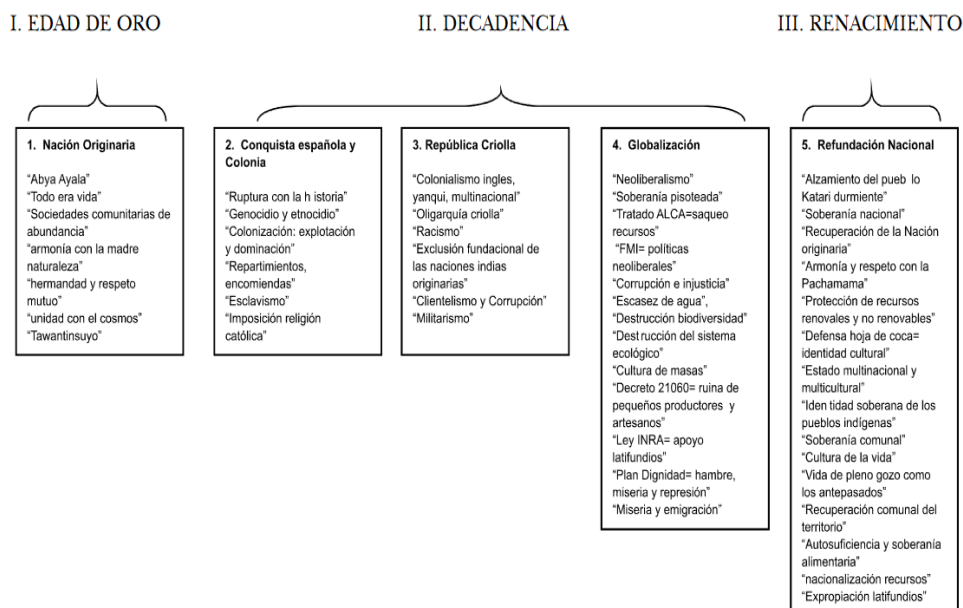 I. EDAD DE ORO
II. DECADENCIA
III. RENACIMIENTO
1. Nación Originaria
"Abya Ayala"
"Todo era vida"
"Sociedades comunitarias de
abundancia"
"armonía con la madre
naturaleza"
"hermandad y respeto
mutuo"
"unidad con el cosmos"
"Tawantinsuyo"
2. Conquista española y
Colonia
"Ruptura con la h istoria"
"Genocidio y etnocidio"
"Colonización: explotación
y dominación"
"Repartimientos,
encomiendas"
"Esclavismo"
"Imposición religión
católica"
3. República Criolla
"Colonialismo ingles,
yanqui, multinacional"
"Oligarquía criolla"
"Racismo"
"Exclusión fundacional de
las naciones indias
originarias"
"Clientelismo y Corrupción"
"Militarismo"
4. Globalización
"Neoliberalismo"
"Soberanía pisoteada"
"Tratado ALCA=saqueo
recursos"
"FMI= políticas
neoliberales"
"Corrupción e injusticia"
"Escasez de agua",
"Destrucción biodiversidad"
"Dest rucción del sistema
ecológico"
"Cultura de masas"
"Decreto 21060= ruina de
pequeños productores y
artesanos"
"Ley INRA= apoyo
latifundios"
"Plan Dignidad= hambre,
miseria y represión"
"Miseria y emigración"
5. Refundación Nacional
"Alzamiento del pueb lo
Katari durmiente"
"Soberanía nacional"
"Recuperación de la Nación
originaria"
"Armonía y respeto con la
Pachamama"
"Protección de recursos
renovales y no renovables"
"Defensa hoja de coca=
identidad cultural"
"Estado multinacional y
multicultural"
"Iden tidad soberana de los
pueblos indígenas"
"Soberanía comunal"
"Cultura de la vida"
"Vida de pleno gozo como
los antepasados"
"Recuperación comunal del
territorio"
"Autosuficiencia y soberanía
alimentaria"
"nacionalización recursos"
"Expropiación latifundios"